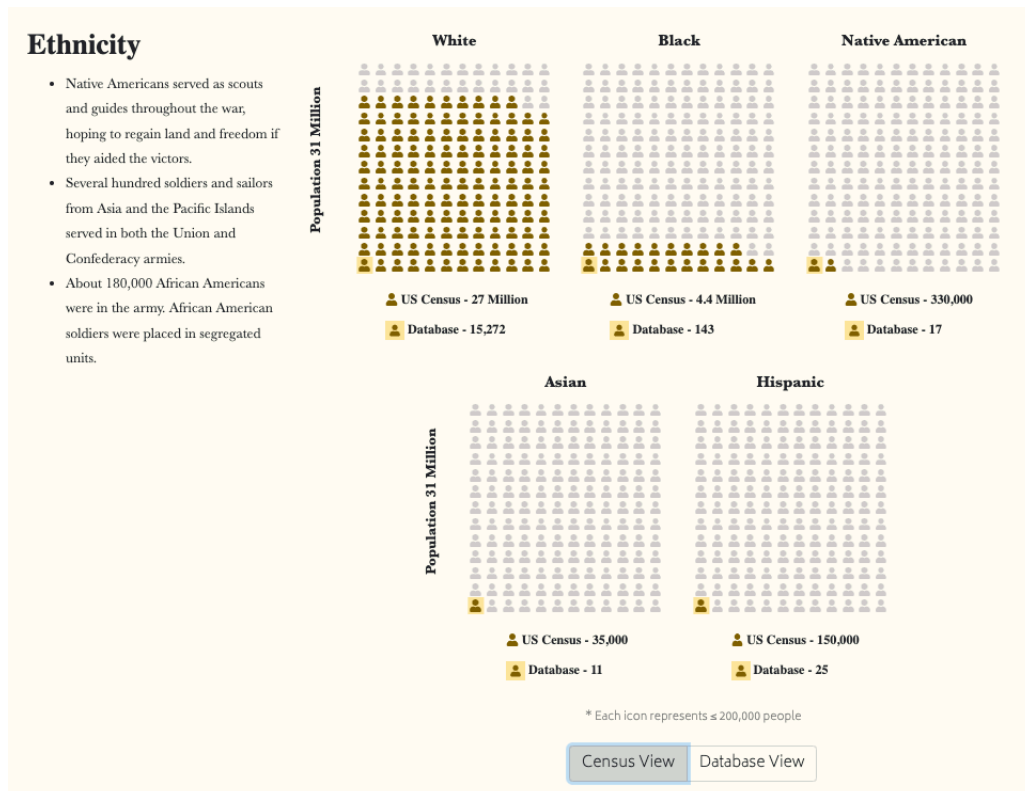 Ethnicity
Native Americans served as scouts
and guides throughout the war,
hoping to regain land and freedom if
they aided the victors.
Several hundred soldiers and sailors
from Asia and the Pacific Islands
served in both the Union and
Confederacy armies.
About 180,000 African Americans
were in the army. African American
soldiers were placed in segregated
units.
Population 31 Million
White
US Census - 27 Million
Database - 15,272
Black
US Census - 4.4 Million
Database - 143
Native American
US Census - 330,000
Database - 17
Population 31 Million
Asian
US Census - 35,000
Database - 11
Hispanic
US Census - 150,000
Database - 25
* Each icon represents ≤ 200,000 people
Census View
Database View